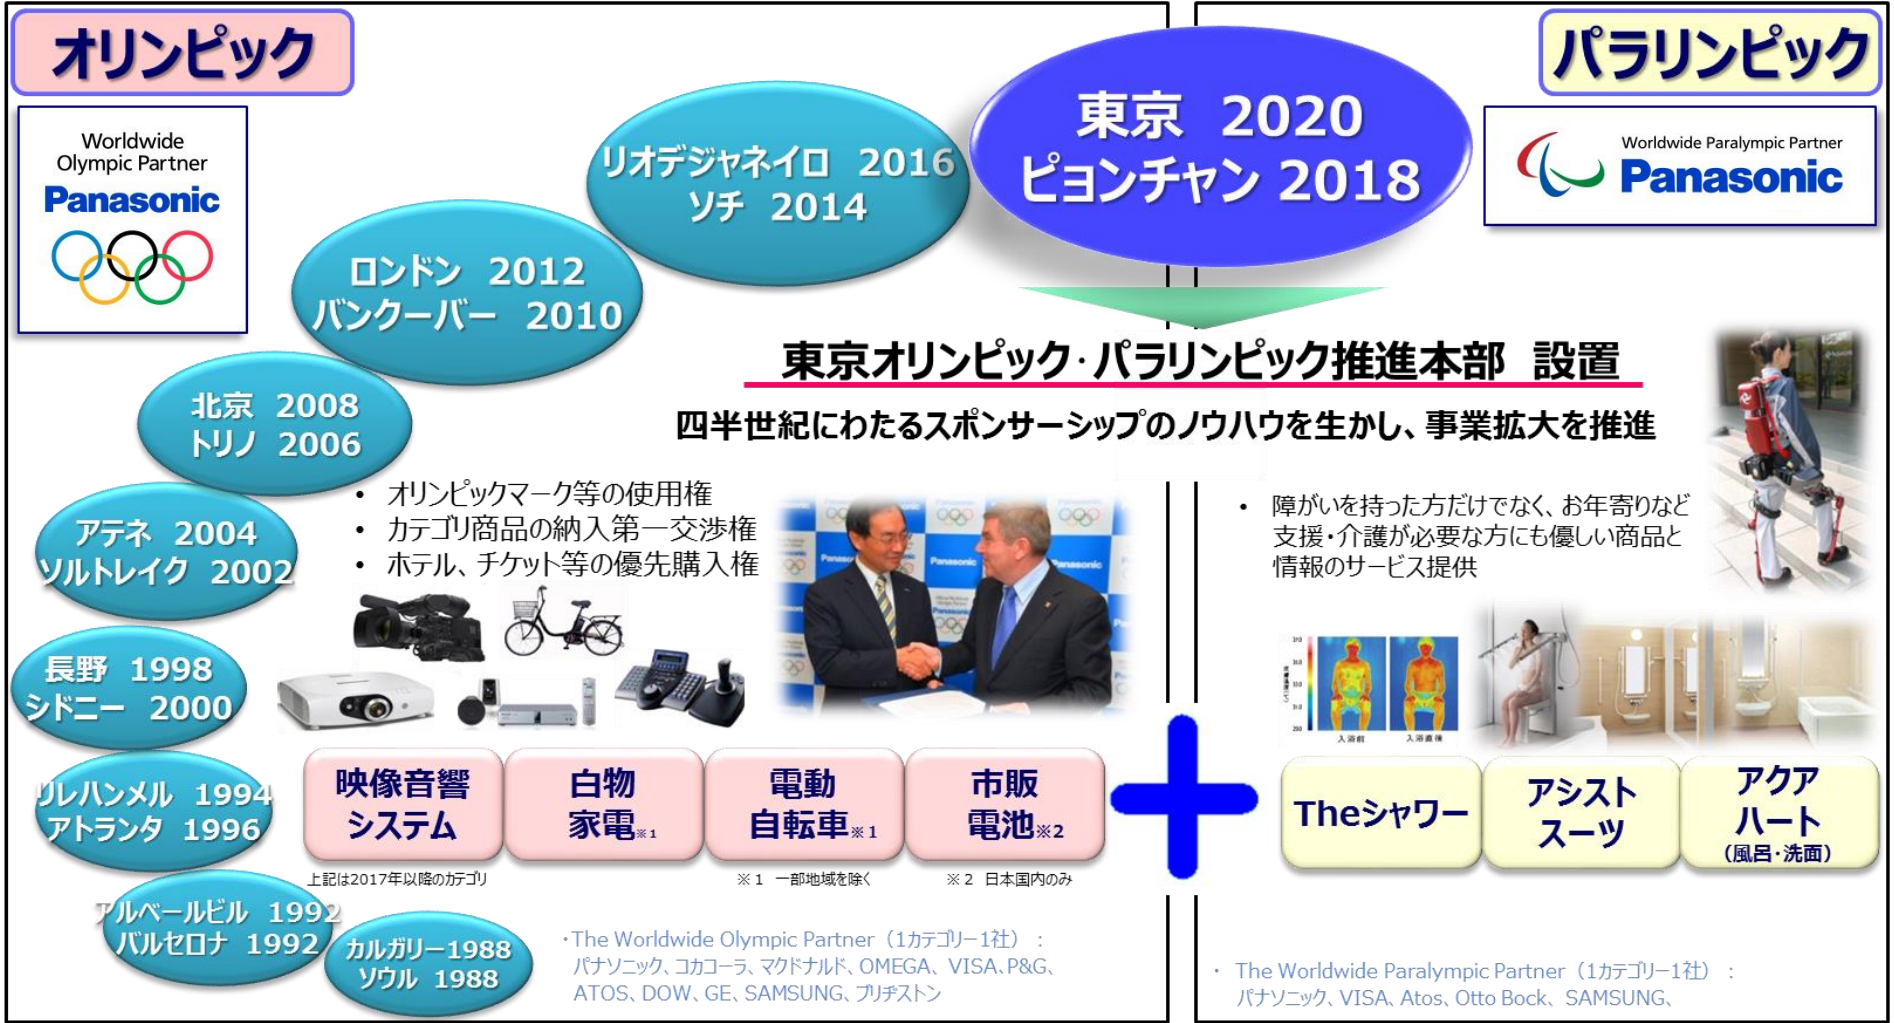 オリンピック
パラリンピック
Worldwide
Olympic Partner
Panasonic
Worldwide Paralympic Partner
Panasonic
東京 2020
ピョンチャン 2018
リオデジャネイロ 2016
ソチ 2014
ロンドン 2012
バンクーバー 2010
北京 2008
トリノ 2006
アテネ 2004
ソルトレイク 2002
長野 1998
シドニー 2000
リレハンメル 1994
アトランタ 1996
アルベールビル 1992
バルセロナ 1992
カルガリー1988
ソウル 1988
東京オリンピック・パラリンピック推進本部 設置
四半世紀にわたるスポンサーシップのノウハウを生かし、事業拡大を推進
• オリンピックマーク等の使用権
• カテゴリ商品の納入第一交渉権
• ホテル、チケット等の優先購入権
Panasonic
映像音響
システム
白物
家電※1
電動
自転車※1
市販
電池※2
上記は2017年以降のカテゴリ
※1 一部地域を除く
※2 日本国内のみ
・The Worldwide Olympic Partner(1カテゴリー1社):
パナソニック、コカコーラ、マクドナルド、OMEGA、VISA、P&G、
ATOS、DOW、GE、SAMSUNG、ブリヂストン
• 障がいを持った方だけでなく、お年寄りなど
支援・介護が必要な方にも優しい商品と
情報のサービス提供
入浴前
入浴直後
Theシャワー
アシスト
スーツ
アクア
ハート
(風呂・洗面)
・ The Worldwide Paralympic Partner(1カテゴリー1社):
パナソニック、VISA、Atos、Otto Bock、SAMSUNG、